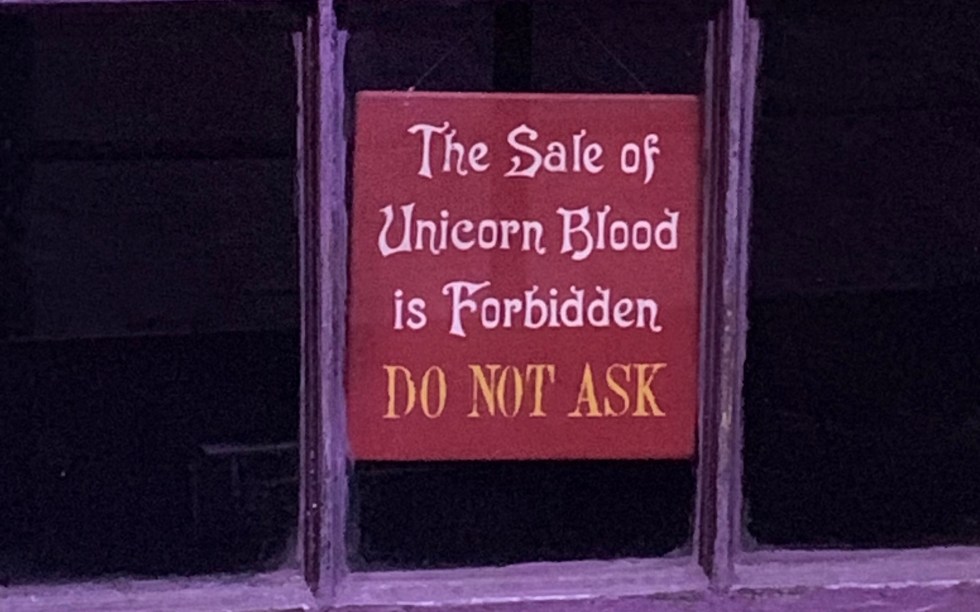 The Sale of
Unicorn Blood
is Forbidden
DO NOT ASK